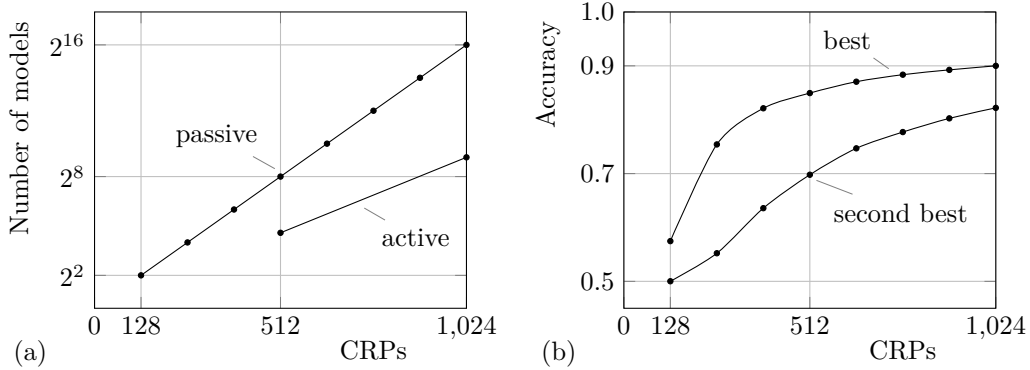 Number of models
2^16
2^8
2^2
passive
active
0 128 512 1,024
CRPs
(a)
Accuracy
1.0
0.9
0.7
0.5
best
second best
0 128 512 1,024
CRPs
(b)